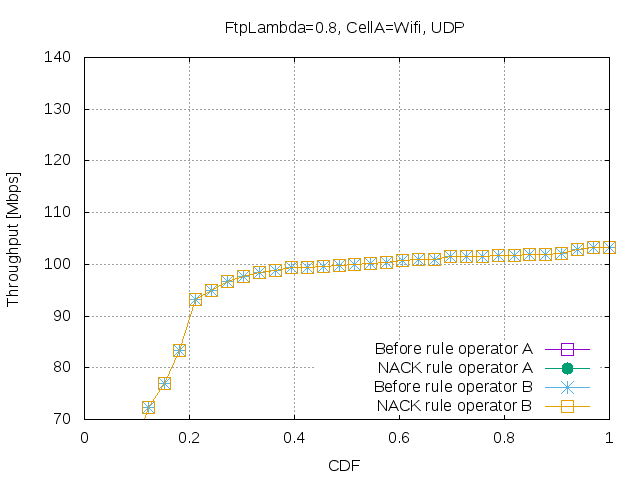 FtpLambda=0.8, CellA=Wifi, UDP
140
130
120
110
100
90
80
70
Throughput [Mbps]
Before rule operator A
NACK rule operator A
Before rule operator B
NACK rule operator B
0 0.2 0.4 0.6 0.8 1
CDF